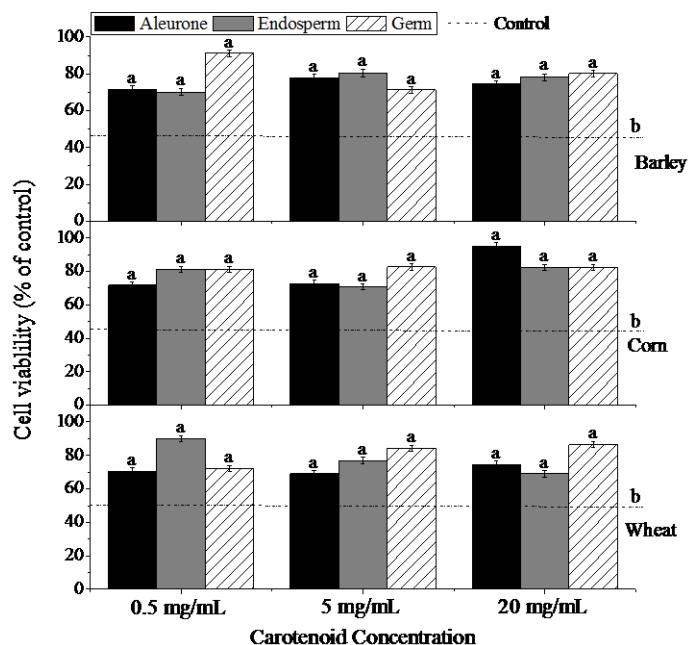 Aleurone Endosperm Germ Control
100
80
60
40
20
0
a a a a a a a a a
b
Barley
100
80
60
40
20
0
a a a a a a a a a
b
Corn
100
80
60
40
20
0
a a a a a a a a a
b
Wheat
Cell viablility (% of control)
0.5 mg/mL 5 mg/mL 20 mg/mL
Carotenoid Concentration